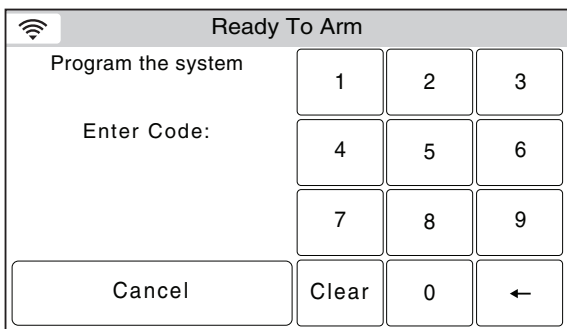 Ready To Arm
Program the system
Enter Code:
1 2 3
4 5 6
7 8 9
Cancel Clear 0 ←